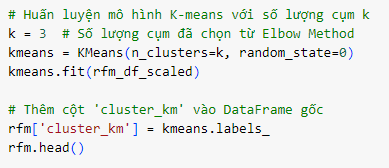 # Huấn luyện mô hình K-means với số lượng cụm k
k = 3  # Số lượng cụm đã chọn từ Elbow Method
kmeans = KMeans(n_clusters=k, random_state=0)
kmeans.fit(rfm_df_scaled)

# Thêm cột 'cluster_km' vào DataFrame gốc
rfm['cluster_km'] = kmeans.labels_
rfm.head()